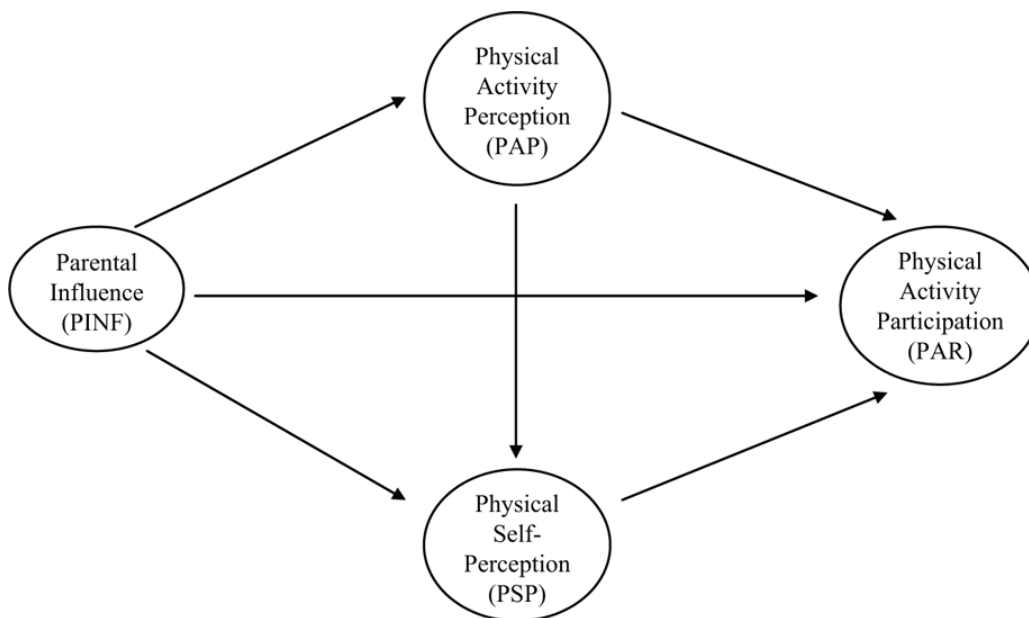 Physical
Activity
Perception
(PAP)
Parental
Influence
(PINF)
Physical
Activity
Participation
(PAR)
Physical
Self-
Perception
(PSP)